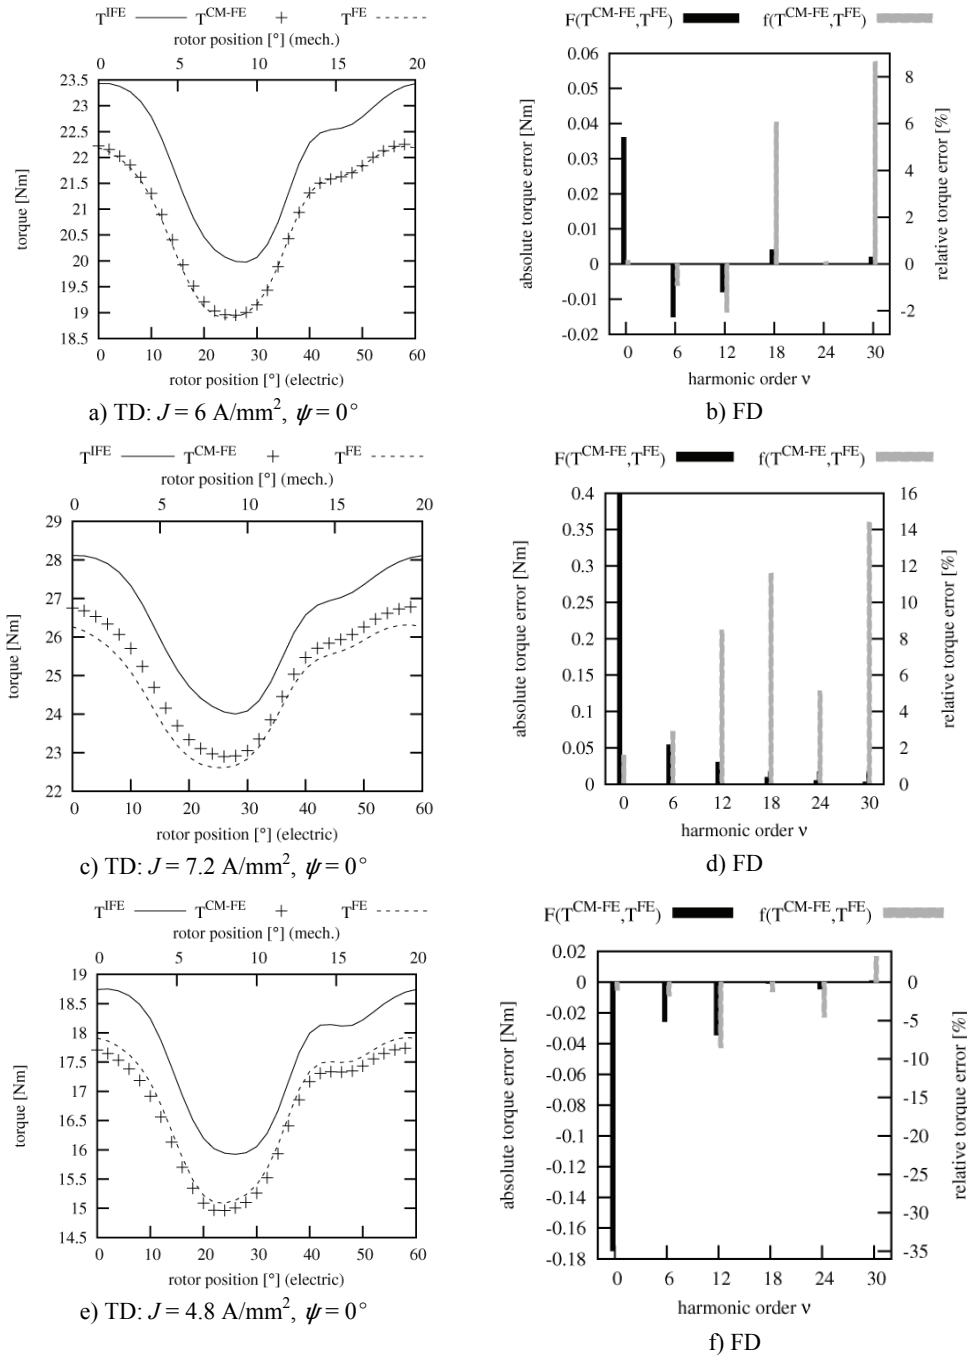 T^IFE T^CM-FE + T^FE
rotor position [°] (mech.)
0 5 10 15 20
23.5
23
22.5
22
21.5
21
20.5
20
19.5
19
18.5
torque [Nm]
0 10 20 30 40 50 60
rotor position [°] (electric)
a) TD: J = 6 A/mm², ψ = 0°
F(T^CM-FE,T^FE) f(T^CM-FE,T^FE)
0.06
0.05
0.04
0.03
0.02
0.01
0
-0.01
-0.02
absolute torque error [Nm]
8
6
4
2
0
-2
relative torque error [%]
0 6 12 18 24 30
harmonic order ν
b) FD
T^IFE T^CM-FE + T^FE
rotor position [°] (mech.)
0 5 10 15 20
29
28
27
26
25
24
23
22
torque [Nm]
0 10 20 30 40 50 60
rotor position [°] (electric)
c) TD: J = 7.2 A/mm², ψ = 0°
F(T^CM-FE,T^FE) f(T^CM-FE,T^FE)
0.4
0.35
0.3
0.25
0.2
0.15
0.1
0.05
0
absolute torque error [Nm]
16
14
12
10
8
6
4
2
0
relative torque error [%]
0 6 12 18 24 30
harmonic order ν
d) FD
T^IFE T^CM-FE + T^FE
rotor position [°] (mech.)
0 5 10 15 20
19
18.5
18
17.5
17
16.5
16
15.5
15
14.5
torque [Nm]
0 10 20 30 40 50 60
rotor position [°] (electric)
e) TD: J = 4.8 A/mm², ψ = 0°
F(T^CM-FE,T^FE) f(T^CM-FE,T^FE)
0.02
0
-0.02
-0.04
-0.06
-0.08
-0.1
-0.12
-0.14
-0.16
-0.18
absolute torque error [Nm]
0
-5
-10
-15
-20
-25
-30
-35
relative torque error [%]
0 6 12 18 24 30
harmonic order ν
f) FD